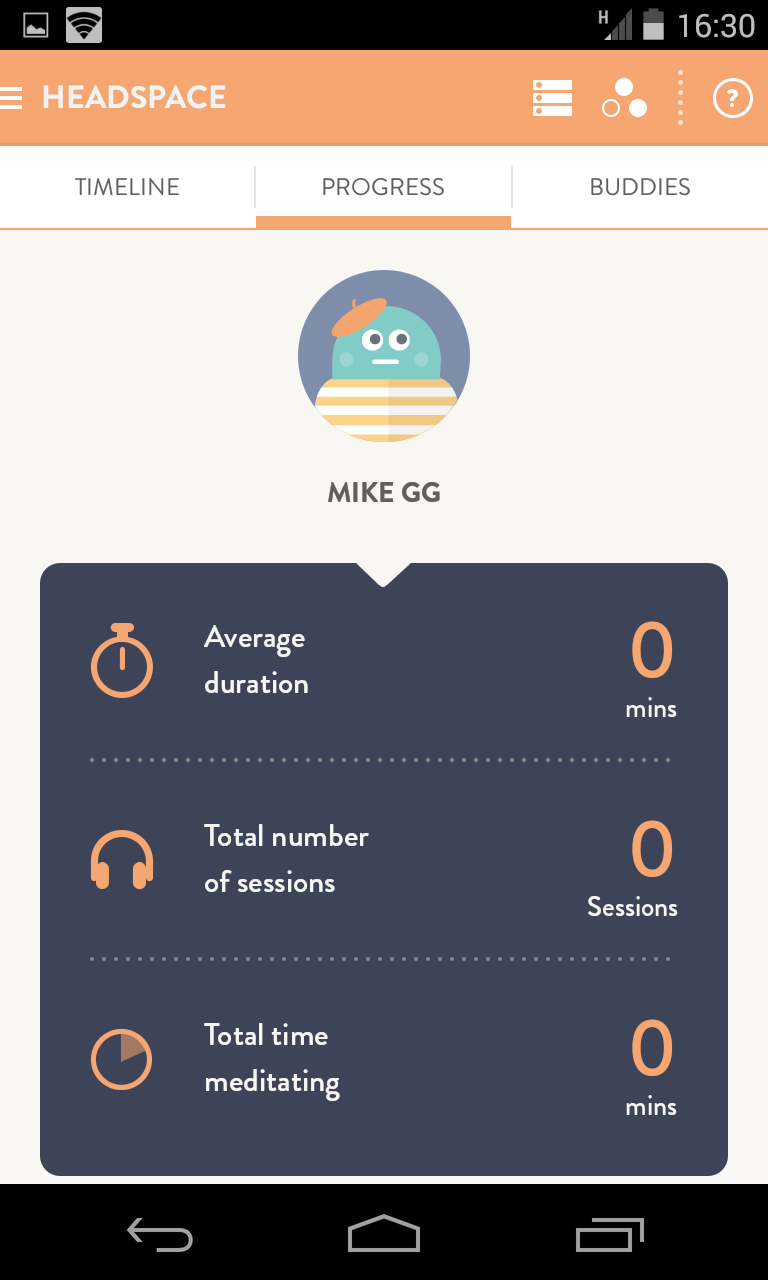 H 16:30
HEADSPACE ?
TIMELINE PROGRESS BUDDIES
MIKE GG
Average
duration
0
mins
Total number
of sessions
0
Sessions
Total time
meditating
0
mins